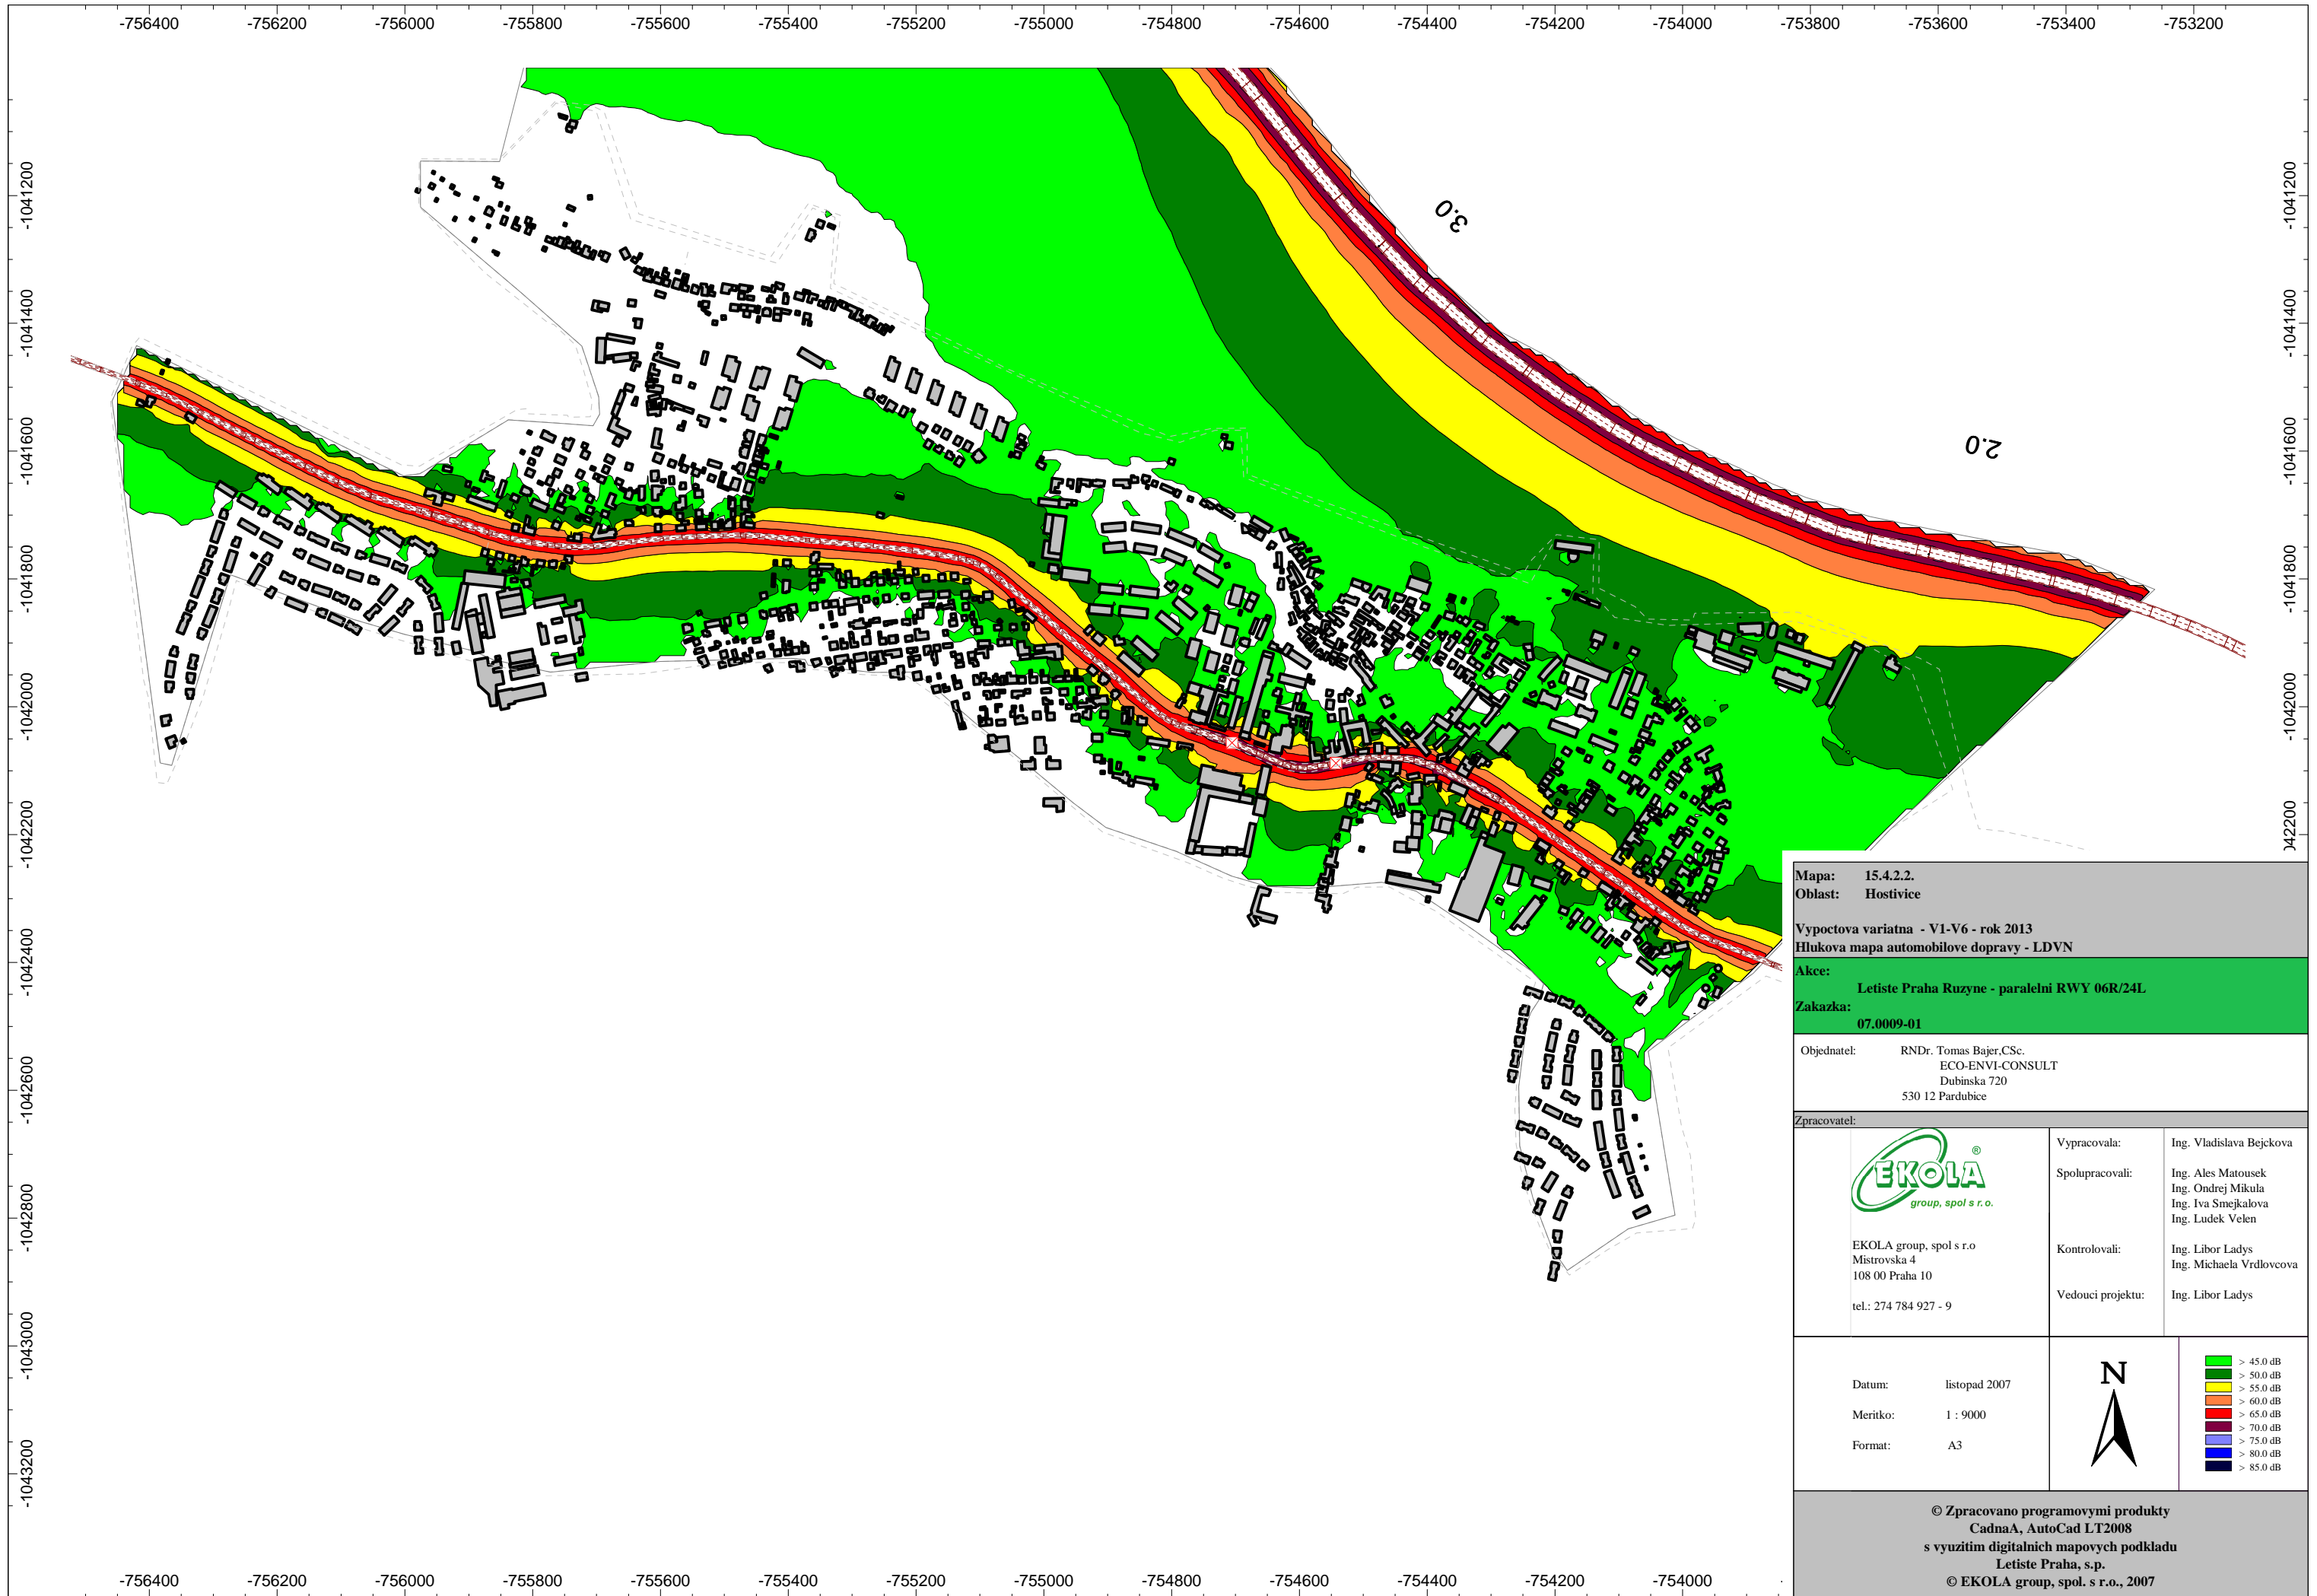 -756400 -756200 -756000 -755800 -755600 -755400 -755200 -755000 -754800 -754600 -754400 -754200 -754000 -753800 -753600 -753400 -753200
-1041200 -1041200
3.0
-1041400 -1041400
2.0
-1041600 -1041600
-1041800 -1041800
-1042000 -1042000
-1042200
-1042400
-1042600
-1042800
-1043000
-1043200
Mapa: 15.4.2.2.
Oblast: Hostivice
Vypoctova variatna - V1-V6 - rok 2013
Hlukova mapa automobilove dopravy - LDVN
Akce:
Letiste Praha Ruzyne - paralelni RWY 06R/24L
Zakazka:
07.0009-01
Objednatel: RNDr. Tomas Bajer,CSc.
ECO-ENVI-CONSULT
Dubinska 720
530 12 Pardubice
Zpracovatel:
EKOLA ®
group, spol s r.o.
EKOLA group, spol s r.o
Mistrovska 4
108 00 Praha 10
tel.: 274 784 927 - 9
Vypracovala: Ing. Vladislava Bejckova
Spolupracovali: Ing. Ales Matousek
Ing. Ondrej Mikula
Ing. Iva Smejkalova
Ing. Ludek Velen
Kontrolovali: Ing. Libor Ladys
Ing. Michaela Vrdlovcova
Vedouci projektu: Ing. Libor Ladys
Datum: listopad 2007
Meritko: 1 : 9000
Format: A3
N
> 45.0 dB
> 50.0 dB
> 55.0 dB
> 60.0 dB
> 65.0 dB
> 70.0 dB
> 75.0 dB
> 80.0 dB
> 85.0 dB
© Zpracovano programovymi produkty
CadnaA, AutoCad LT2008
s vyuzitim digitalnich mapovych podkladu
Letiste Praha, s.p.
© EKOLA group, spol. s r.o., 2007
-756400 -756200 -756000 -755800 -755600 -755400 -755200 -755000 -754800 -754600 -754400 -754200 -754000